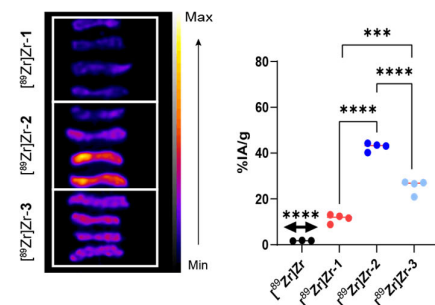 [⁸⁹Zr]Zr-1
[⁸⁹Zr]Zr-2
[⁸⁹Zr]Zr-3
Max
Min
%IA/g
80
60
40
20
0
***
****
****
****
[⁸⁹Zr]Zr
[⁸⁹Zr]Zr-1
[⁸⁹Zr]Zr-2
[⁸⁹Zr]Zr-3